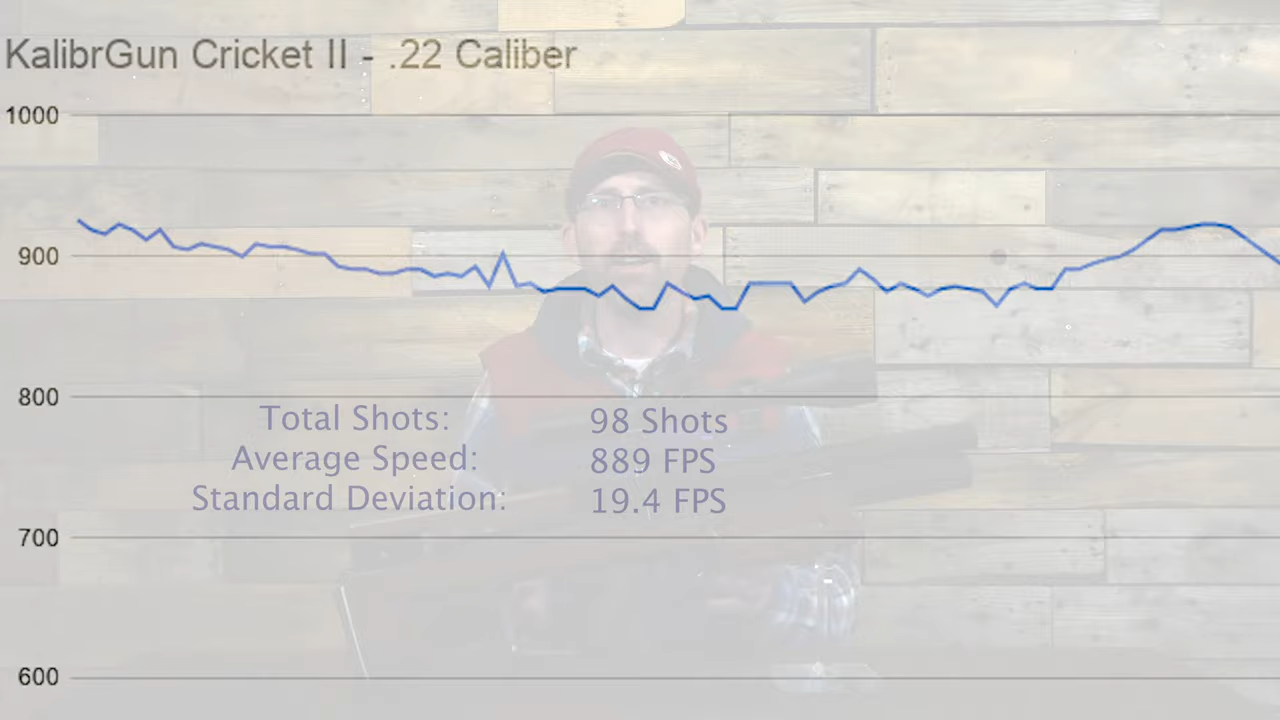 KalibrGun Cricket II - .22 Caliber
1000
900
800
Total Shots: 98 Shots
Average Speed: 889 FPS
Standard Deviation: 19.4 FPS
700
600